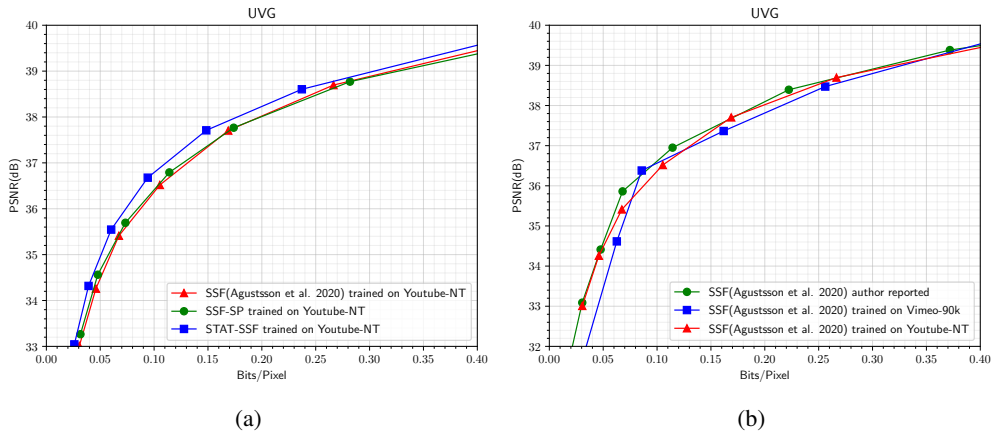 UVG
40
39
38
37
36
35
34
33
PSNR(dB)
0.00 0.05 0.10 0.15 0.20 0.25 0.30 0.35 0.40
Bits/Pixel
SSF(Agustsson et al. 2020) trained on Youtube-NT
SSF-SP trained on Youtube-NT
STAT-SSF trained on Youtube-NT
(a)
UVG
40
39
38
37
36
35
34
33
32
PSNR(dB)
0.00 0.05 0.10 0.15 0.20 0.25 0.30 0.35 0.40
Bits/Pixel
SSF(Agustsson et al. 2020) author reported
SSF(Agustsson et al. 2020) trained on Vimeo-90k
SSF(Agustsson et al. 2020) trained on Youtube-NT
(b)